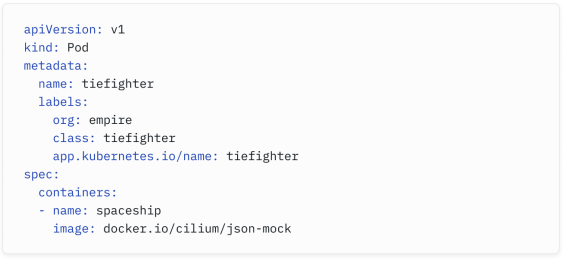 apiVersion: v1
kind: Pod
metadata:
  name: tiefighter
  labels:
    org: empire
    class: tiefighter
    app.kubernetes.io/name: tiefighter
spec:
  containers:
  - name: spaceship
    image: docker.io/cilium/json-mock